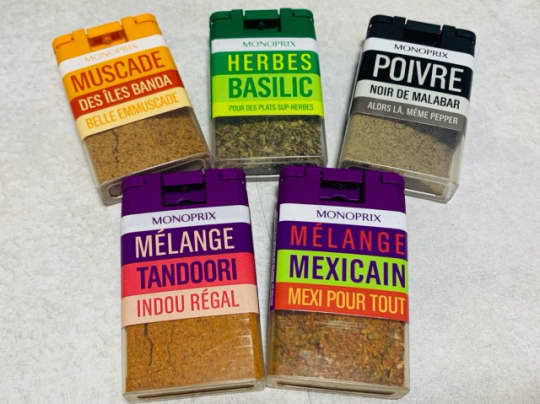 MONOPRIX
MUSCADE
DES ÎLES BANDA
BELLE EMMUSCADE
MONOPRIX
HERBES
BASILIC
POUR DES PLATS SUP-HERBES
MONOPRIX
POIVRE
NOIR DE MALABAR
ALORS LÀ, MÊME PEPPER
MONOPRIX
MÉLANGE
TANDOORI
INDOU RÉGAL
MONOPRIX
MÉLANGE
MEXICAIN
MEXI POUR TOUT